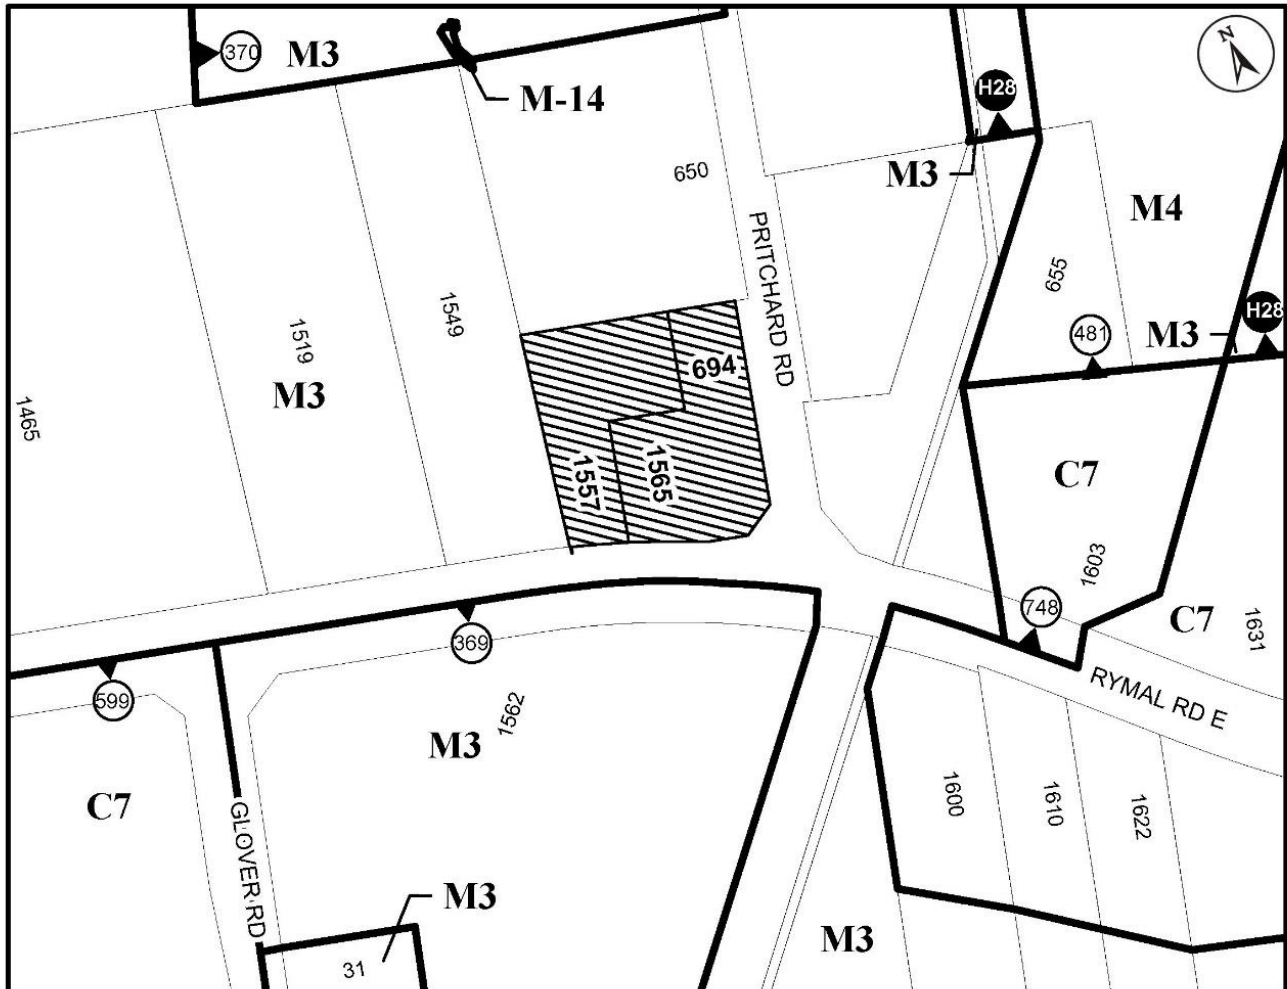 370
M3
M-14
N
H28
M3
650
PRITCHARD RD
M4
655
1549
1519
M3
1465
481
M3
H28
694
1557
1565
C7
1603
748
C7
1631
RYMAL RD E
599
369
1562
M3
C7
GLOVER RD
1600
1610
1622
M3
M3
31